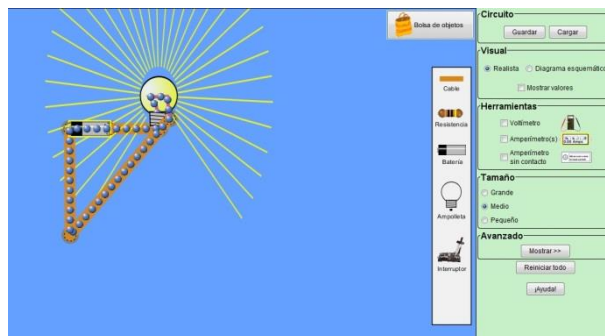 Bolsa de objetos
Cable
Resistencia
Batería
Ampolleta
Interruptor
Circuito
Guardar
Cargar
Visual
Realista
Diagrama esquemático
Mostrar valores
Herramientas
Voltímetro
Amperímetro(s)
Amperímetro
sin contacto
Tamaño
Grande
Medio
Pequeño
Avanzado
Mostrar >>
Reiniciar todo
¡Ayuda!